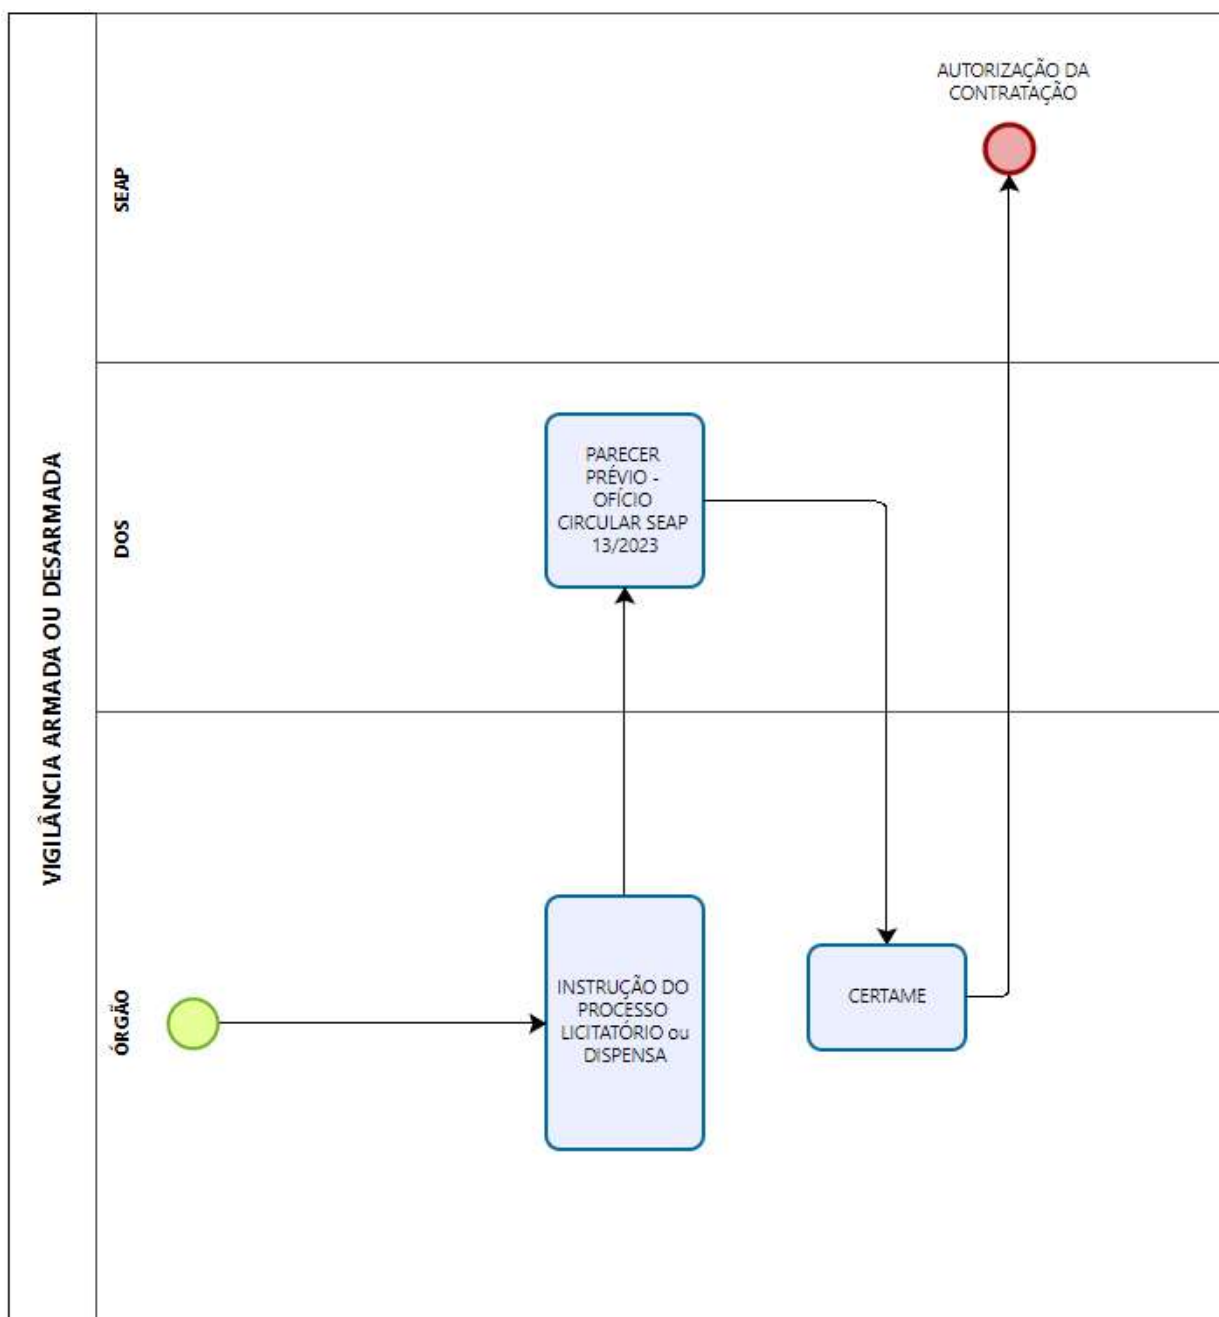 VIGILÂNCIA ARMADA OU DESARMADA
SEAP
AUTORIZAÇÃO DA
CONTRATAÇÃO
DOS
PARECER
PRÉVIO -
OFÍCIO
CIRCULAR SEAP
13/2023
ÓRGÃO
INSTRUÇÃO DO
PROCESSO
LICITATÓRIO ou
DISPENSA
CERTAME